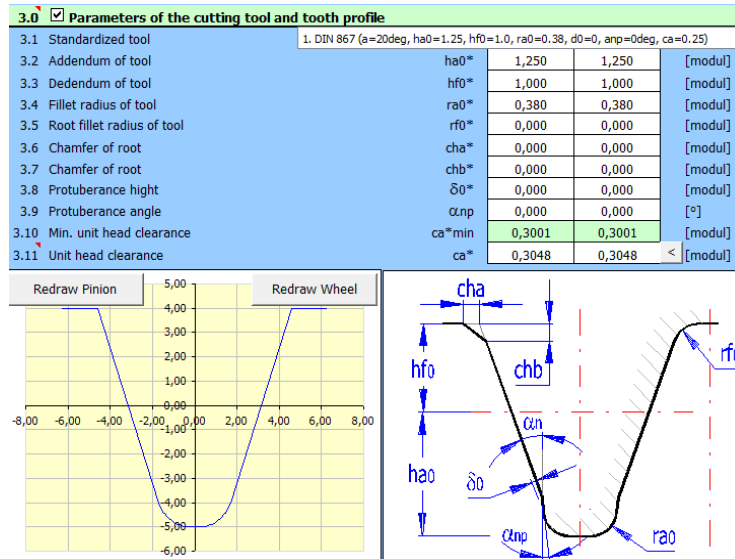 3.0 Parameters of the cutting tool and tooth profile
3.1 Standardized tool 1. DIN 867 (a=20deg, ha0=1.25, hf0=1.0, ra0=0.38, d0=0, anp=0deg, ca=0.25)
3.2 Addendum of tool ha0* 1,250 1,250 [modul]
3.3 Dedendum of tool hf0* 1,000 1,000 [modul]
3.4 Fillet radius of tool ra0* 0,380 0,380 [modul]
3.5 Root fillet radius of tool rf0* 0,000 0,000 [modul]
3.6 Chamfer of root cha* 0,000 0,000 [modul]
3.7 Chamfer of root chb* 0,000 0,000 [modul]
3.8 Protuberance hight δ0* 0,000 0,000 [modul]
3.9 Protuberance angle αnp 0,000 0,000 [°]
3.10 Min. unit head clearance ca*min 0,3001 0,3001 [modul]
3.11 Unit head clearance ca* 0,3048 0,3048 < [modul]
Redraw Pinion
Redraw Wheel
5,00
4,00
3,00
2,00
1,00
0,00
-8,00 -6,00 -4,00 -2,00 0,00 2,00 4,00 6,00 8,00
-1,00
-2,00
-3,00
-4,00
-5,00
-6,00
cha
hf0
chb
rf0
αn
ha0
δ0
αnp
ra0